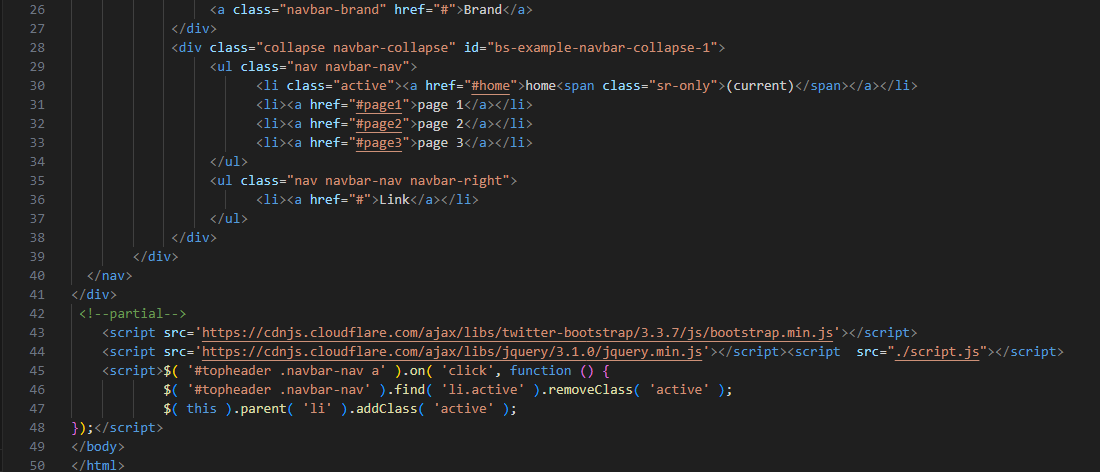 26 <a class="navbar-brand" href="#">Brand</a>
27 </div>
28 <div class="collapse navbar-collapse" id="bs-example-navbar-collapse-1">
29 <ul class="nav navbar-nav">
30 <li class="active"><a href="#home">home<span class="sr-only">(current)</span></a></li>
31 <li><a href="#page1">page 1</a></li>
32 <li><a href="#page2">page 2</a></li>
33 <li><a href="#page3">page 3</a></li>
34 </ul>
35 <ul class="nav navbar-nav navbar-right">
36 <li><a href="#">Link</a></li>
37 </ul>
38 </div>
39 </div>
40 </nav>
41 </div>
42 <!--partial-->
43 <script src='https://cdnjs.cloudflare.com/ajax/libs/twitter-bootstrap/3.3.7/js/bootstrap.min.js'></script>
44 <script src='https://cdnjs.cloudflare.com/ajax/libs/jquery/3.1.0/jquery.min.js'></script><script  src="./script.js"></script>
45 <script>$( '#topheader .navbar-nav a' ).on( 'click', function () {
46 $( '#topheader .navbar-nav' ).find( 'li.active' ).removeClass( 'active' );
47 $( this ).parent( 'li' ).addClass( 'active' );
48 });</script>
49 </body>
50 </html>